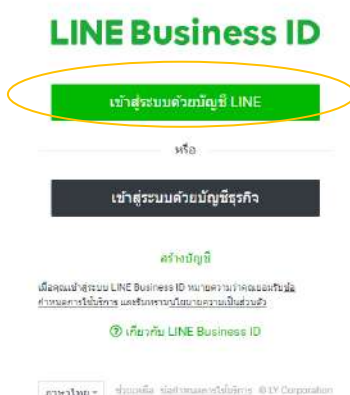 LINE Business ID
เข้าสู่ระบบด้วยบัญชี LINE
หรือ
เข้าสู่ระบบด้วยบัญชีธุรกิจ
สร้างบัญชี
เมื่อคุณเข้าสู่ระบบ LINE Business ID หมายความว่าคุณยอมรับข้อ
กำหนดการใช้บริการ และรับทราบนโยบายความเป็นส่วนตัว
? เกี่ยวกับ LINE Business ID
ภาษาไทย ช่วยเหลือ ข้อกำหนดการใช้บริการ © LY Corporation